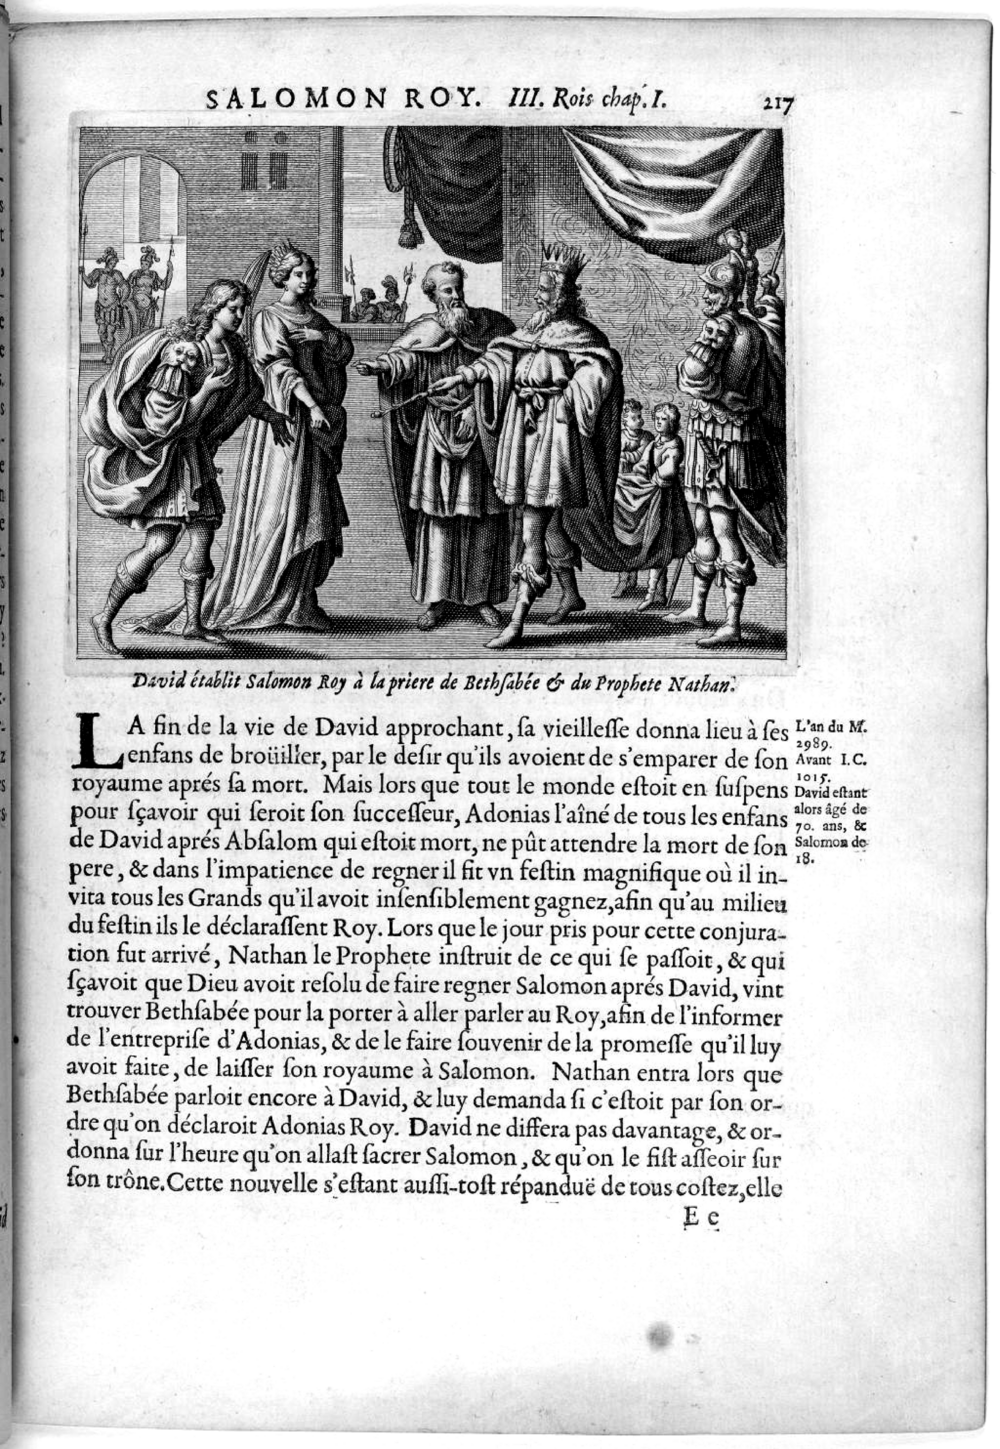 SALOMON ROY. III. Rois chap. I. 217
David établit Salomon Roy à la priere de Bethſabée & du Prophete Nathan.
LA fin de la vie de David approchant, ſa vieilleſſe donna lieu à ſes
enfans de broüiller, par le deſir qu'ils avoient de s'emparer de ſon
royaume aprés ſa mort. Mais lors que tout le monde eſtoit en ſuſpens
pour ſçavoir qui ſeroit ſon ſucceſſeur, Adonias l'aîné de tous les enfans
de David aprés Abſalom qui eſtoit mort, ne pût attendre la mort de ſon
pere, & dans l'impatience de regner il fit vn feſtin magnifique où il in-
vita tous les Grands qu'il avoit inſenſiblement gagnez, afin qu'au milieu
du feſtin ils le déclaraſſent Roy. Lors que le jour pris pour cette conjura-
tion fut arrivé, Nathan le Prophete inſtruit de ce qui ſe paſſoit, & qui
ſçavoit que Dieu avoit reſolu de faire regner Salomon aprés David, vint
trouver Bethſabée pour la porter à aller parler au Roy, afin de l'informer
de l'entrepriſe d'Adonias, & de le faire ſouvenir de la promeſſe qu'il luy
avoit faite, de laiſſer ſon royaume à Salomon. Nathan entra lors que
Bethſabée parloit encore à David, & luy demanda ſi c'eſtoit par ſon or-
dre qu'on déclaroit Adonias Roy. David ne differa pas davantage, & or-
donna ſur l'heure qu'on allaſt ſacrer Salomon, & qu'on le fiſt aſſeoir ſur
ſon trône. Cette nouvelle s'eſtant auſſi-toſt répanduë de tous coſtez, elle
L'an du M.
2989.
Avant I.C.
1015.
David eſtant
alors âgé de
70. ans, &
Salomon de
18.
E e